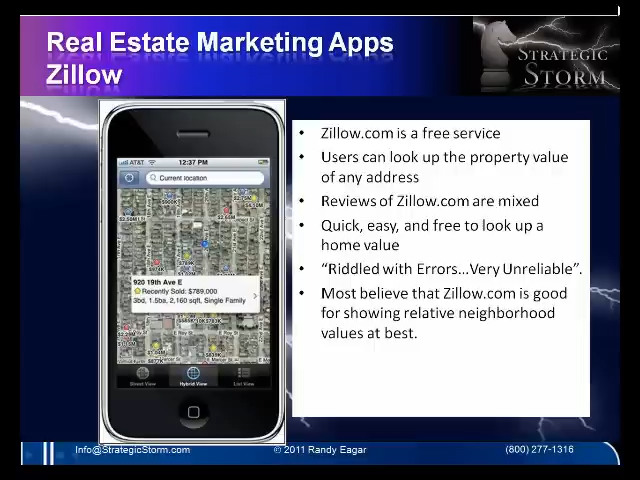 Real Estate Marketing Apps
Zillow
STRATEGIC
STORM
AT&T
12:37 PM
Current location
920 19th Ave E
Recently Sold: $789,000
3bd, 1.5ba, 2,160 sqft, Single Family
Street View
Hybrid View
List View
• Zillow.com is a free service
• Users can look up the property value
of any address
• Reviews of Zillow.com are mixed
• Quick, easy, and free to look up a
home value
• “Riddled with Errors...Very Unreliable”.
• Most believe that Zillow.com is good
for showing relative neighborhood
values at best.
Info@StrategicStorm.com
© 2011 Randy Eagar
(800) 277-1316